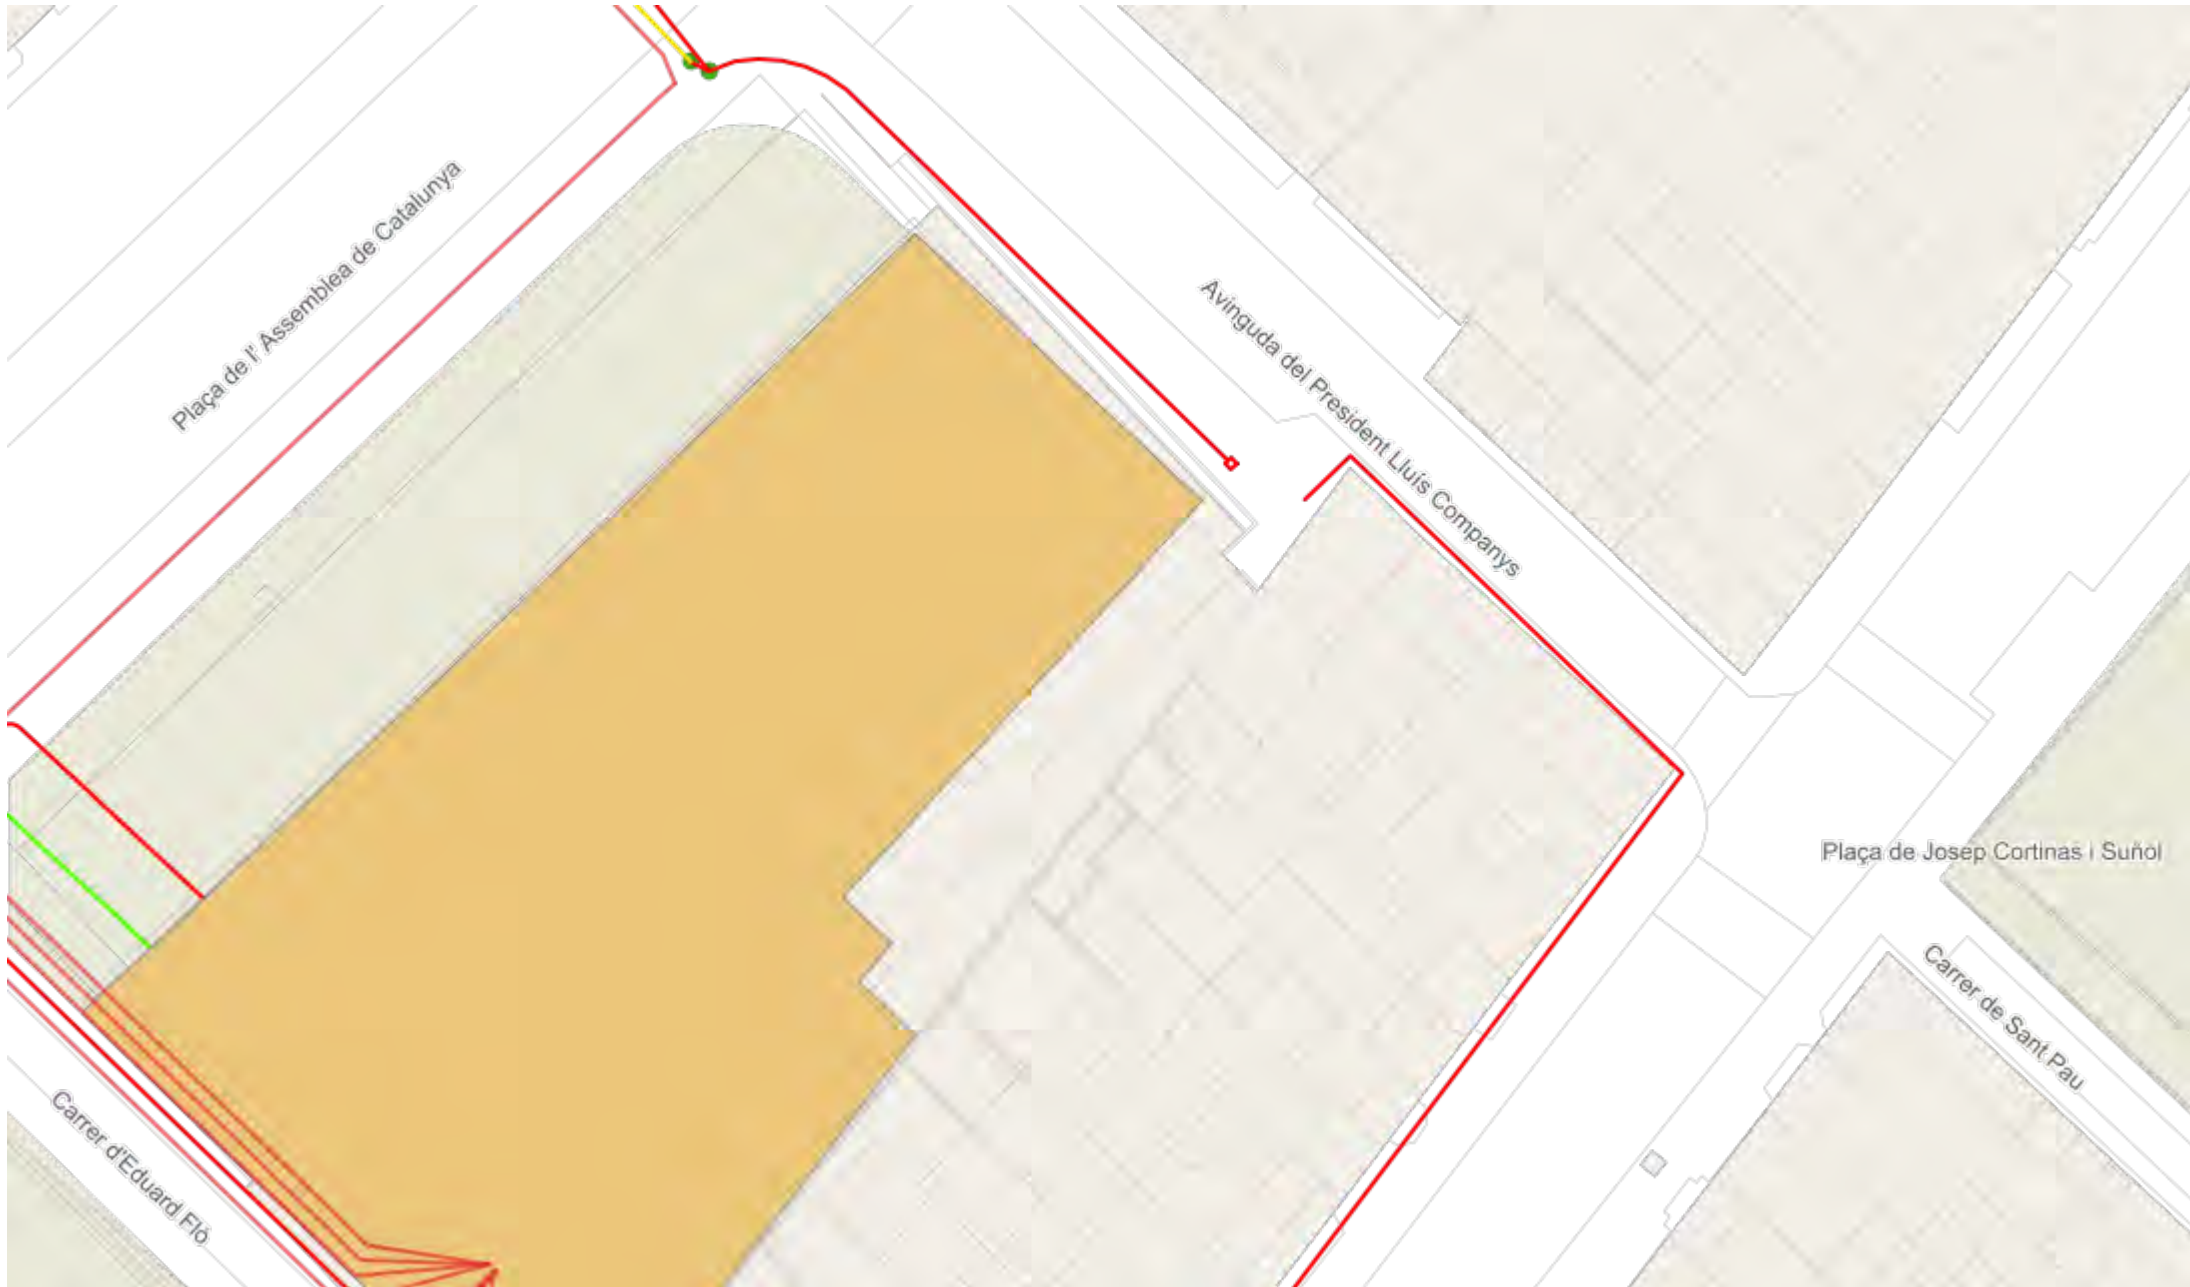 Plaça de l' Assemblea de Catalunya
Avinguda del President Lluís Companys
Plaça de Josep Cortinas i Suñol
Carrer de Sant Pau
Carrer d'Eduard Fló